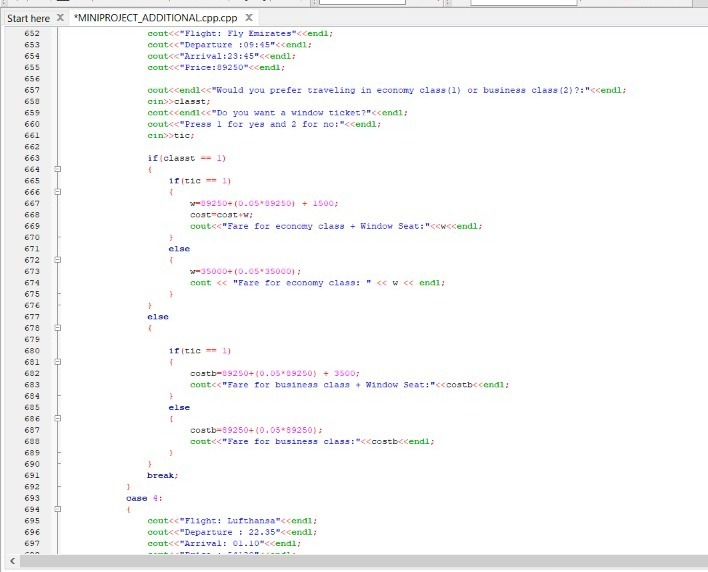 Start here
*MINIPROJECT_ADDITIONAL.cpp.cpp
652 cout<<"Flight: Fly Emirates"<<endl;
653 cout<<"Departure :09:45"<<endl;
654 cout<<"Arrival:23:45"<<endl;
655 cout<<"Price:89250"<<endl;
656
657 cout<<endl<<"Would you prefer traveling in economy class(1) or business class(2)?:"<<endl;
658 cin>>classt;
659 cout<<endl<<"Do you want a window ticket?"<<endl;
660 cout<<"Press 1 for yes and 2 for no:"<<endl;
661 cin>>tic;
662
663 if(classt == 1)
664 {
665 if(tic == 1)
666 {
667 w=89250+(0.05*89250) + 1500;
668 cost=cost+w;
669 cout<<"Fare for economy class + Window Seat:"<<w<<endl;
670 }
671 else
672 {
673 w=35000+(0.05*35000);
674 cout << "Fare for economy class: " << w << endl;
675 }
676 }
677 else
678 {
679
680 if(tic == 1)
681 {
682 costb=89250+(0.05*89250) + 3500;
683 cout<<"Fare for business class + Window Seat:"<<costb<<endl;
684 }
685 else
686 {
687 costb=89250+(0.05*89250);
688 cout<<"Fare for business class:"<<costb<<endl;
689 }
690 }
691 break;
692 }
693 case 4:
694 {
695 cout<<"Flight: Lufthansa"<<endl;
696 cout<<"Departure : 22.35"<<endl;
697 cout<<"Arrival: 01.10"<<endl;